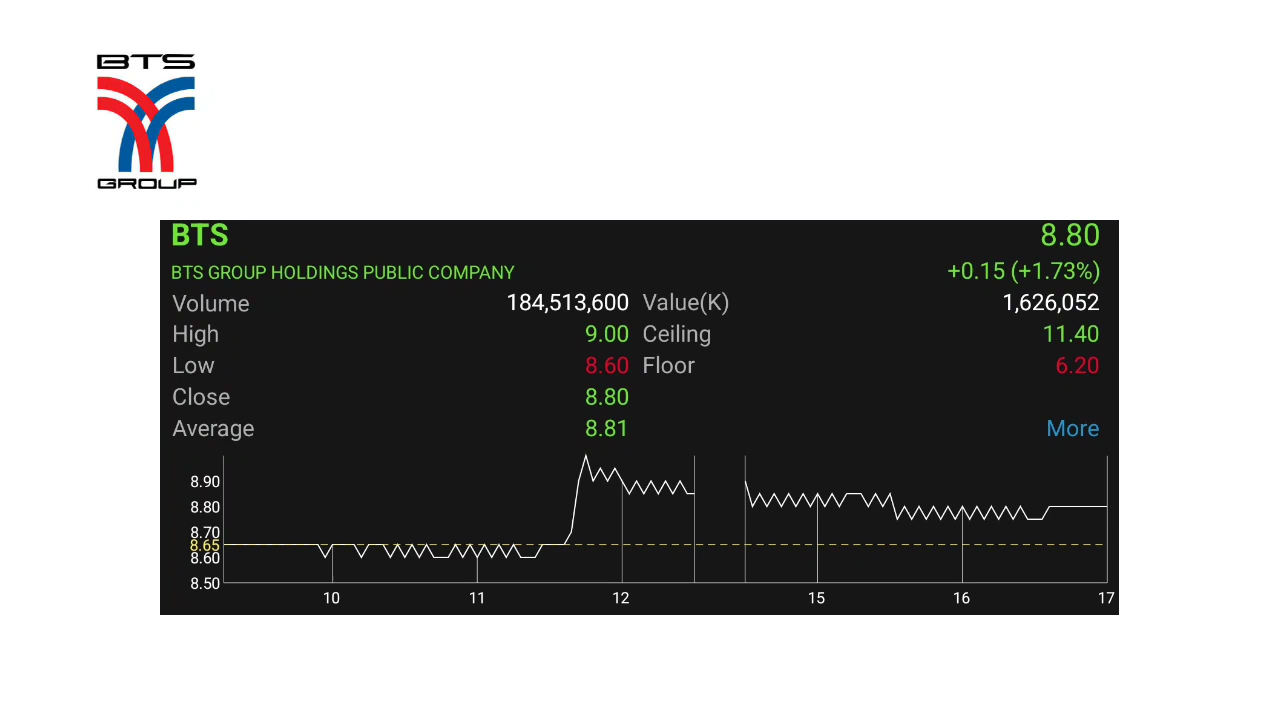 BTS
GROUP
BTS 8.80
BTS GROUP HOLDINGS PUBLIC COMPANY +0.15 (+1.73%)
Volume 184,513,600 Value(K) 1,626,052
High 9.00 Ceiling 11.40
Low 8.60 Floor 6.20
Close 8.80
Average 8.81 More
8.90
8.80
8.70
8.65
8.60
8.50
10 11 12 15 16 17